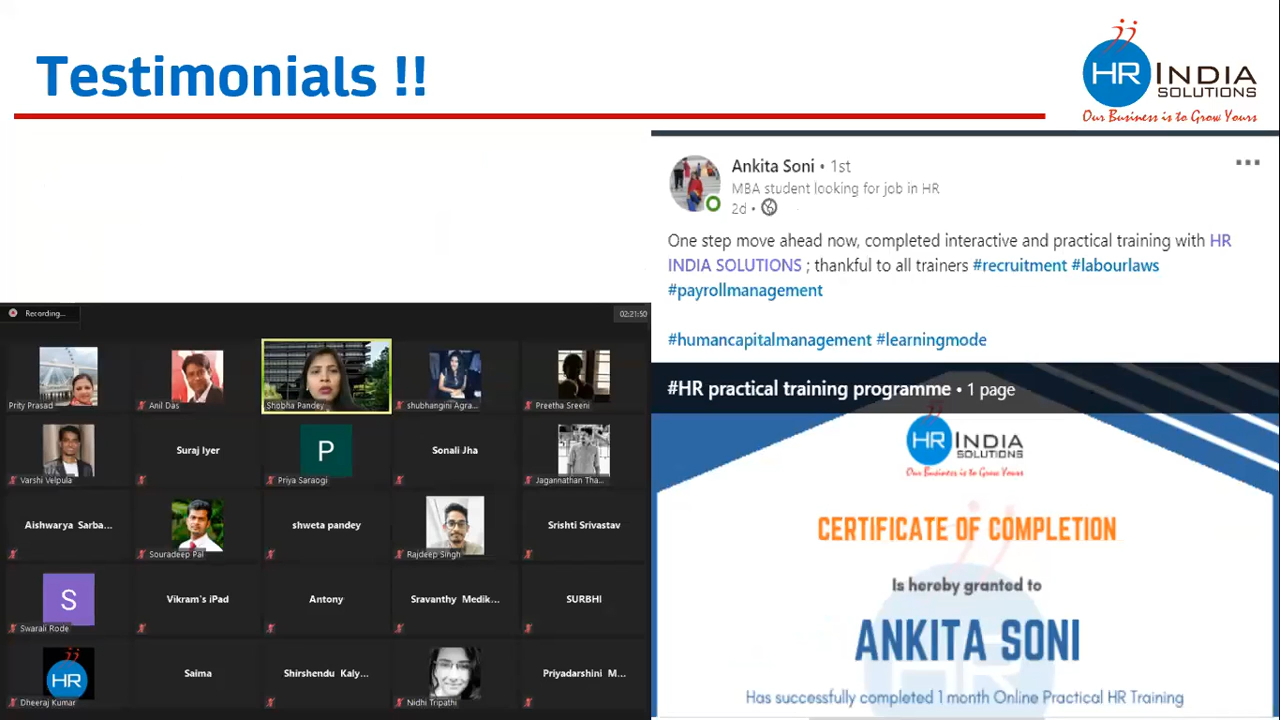 Testimonials !!
HR INDIA
SOLUTIONS
Our Business is to Grow Yours
Ankita Soni • 1st
MBA student looking for job in HR
2d •
One step move ahead now, completed interactive and practical training with HR
INDIA SOLUTIONS ; thankful to all trainers #recruitment #labourlaws
#payrollmanagement
#humancapitalmanagement #learningmode
#HR practical training programme • 1 page
HR INDIA
SOLUTIONS
Our Business is to Grow Yours
CERTIFICATE OF COMPLETION
Is hereby granted to
ANKITA SONI
Has successfully completed 1 month Online Practical HR Training
Recording...
02:21:50
Prity Prasad
Anil Das
Shobha Pandey
shubhangini Agra...
Preetha Sreeni
Varshi Velpula
Suraj Iyer
P
Priya Saraogi
Sonali Jha
Jagannathan Tha...
Aishwarya Sarba...
Souradeep Pal
shweta pandey
Rajdeep Singh
Srishti Srivastav
S
Swarali Rode
Vikram's iPad
Antony
Sravanthy Medik...
SURBHI
HR
Dheeraj Kumar
Saima
Shirshendu Kaly...
Nidhi Tripathi
Priyadarshini M...